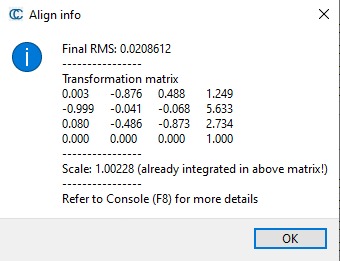 Align info
Final RMS: 0.0208612
----------------
Transformation matrix
0.003 -0.876 0.488 1.249
-0.999 -0.041 -0.068 5.633
0.080 -0.486 -0.873 2.734
0.000 0.000 0.000 1.000
----------------
Scale: 1.00228 (already integrated in above matrix!)
----------------
Refer to Console (F8) for more details
OK